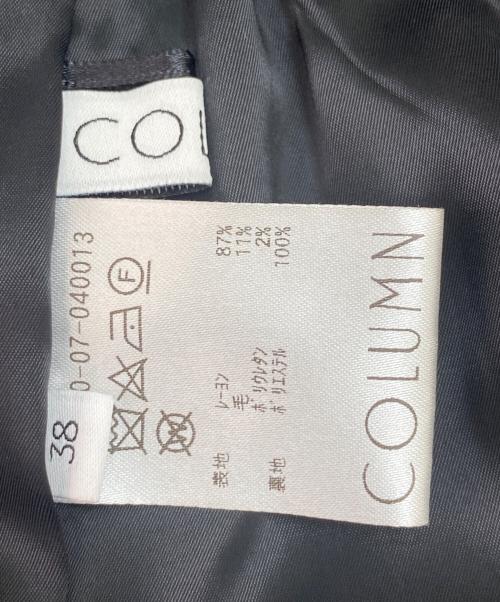 CO
38
0-07-040013
F
表地 レーヨン 87%
毛 11%
ポリウレタン 2%
裏地 ポリエステル 100%
COLUMN